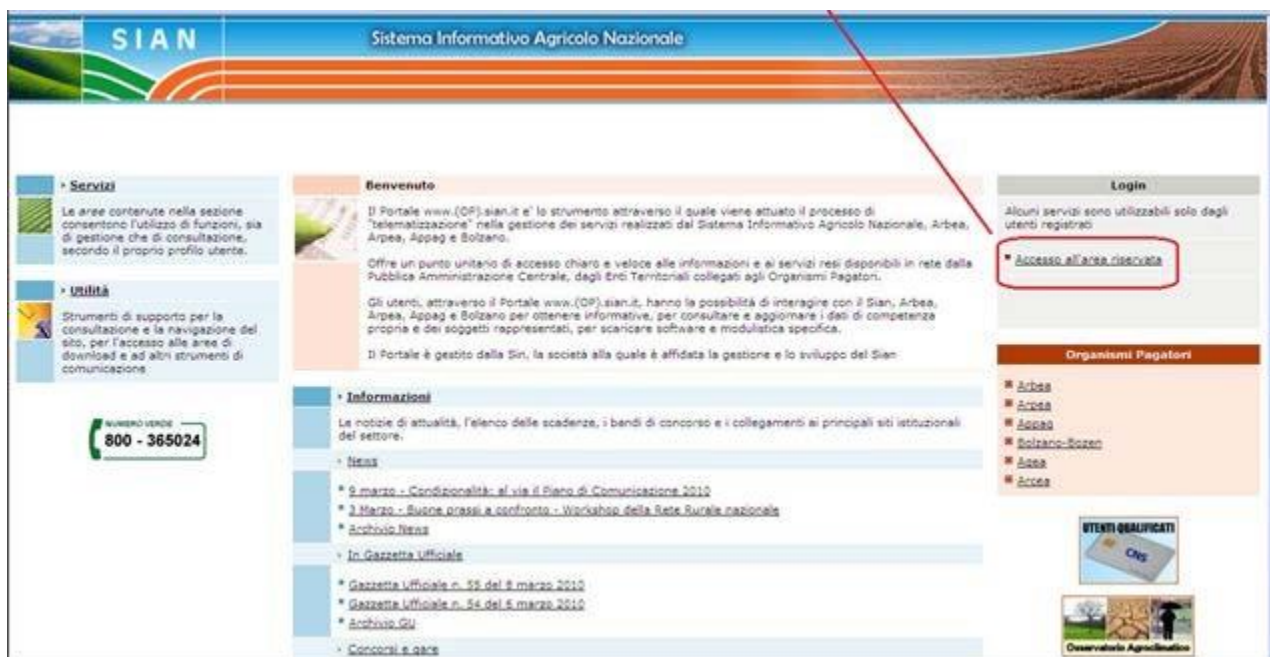 SIAN
Sistema Informativo Agricolo Nazionale
Servizi
Le aree contenute nella sezione
consentono l'utilizzo di funzioni, sia
di gestione che di consultazione,
secondo il proprio profilo utente.
Utilità
Strumenti di supporto per la
consultazione e la navigazione del
sito, per l'accesso alle aree di
download e ad altri strumenti di
comunicazione
NUMERO VERDE
800 - 365024
Benvenuto
Il Portale www.(OP).sian.it e' lo strumento attraverso il quale viene attuato il processo di
"telematizzazione" nella gestione dei servizi realizzati dal Sistema Informativo Agricolo Nazionale, Arbea,
Arpea, Appag e Bolzano.
Offre un punto unitario di accesso chiaro e veloce alle informazioni e ai servizi resi disponibili in rete dalla
Pubblica Amministrazione Centrale, dagli Enti Territoriali collegati agli Organismi Pagatori.
Gli utenti, attraverso il Portale www.(OP).sian.it, hanno la possibilità di interagire con il Sian, Arbea,
Arpea, Appag e Bolzano per ottenere informative, per consultare e aggiornare i dati di competenza
propria e dei soggetti rappresentati, per scaricare software e modulistica specifica.
Il Portale è gestito dalla Sin, la società alla quale è affidata la gestione e lo sviluppo del Sian
Informazioni
Le notizie di attualità, l'elenco delle scadenze, i bandi di concorso e i collegamenti ai principali siti istituzionali
del settore.
News
9 marzo - Condizionalità: al via il Piano di Comunicazione 2010
3 Marzo - Buone prassi a confronto - Workshop della Rete Rurale nazionale
Archivio News
In Gazzetta Ufficiale
Gazzetta Ufficiale n. 55 del 8 marzo 2010
Gazzetta Ufficiale n. 54 del 6 marzo 2010
Archivio GU
Concorsi e gare
Login
Alcuni servizi sono utilizzabili solo dagli
utenti registrati
Accesso all'area riservata
Organismi Pagatori
Arbea
Arpea
Appag
Bolzano-Bozen
Agea
Arcea
UTENTI QUALIFICATI
CNS
Osservatorio Agroclimatico